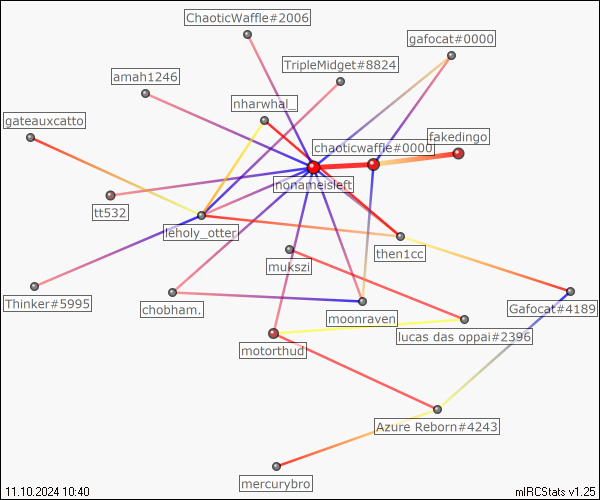 ChaoticWaffle#2006
gafocat#0000
TripleMidget#8824
amah1246
nharwhal_
gateauxcatto
fakedingo
chaoticwaffle#0000
nonameisleft
tt532
leholy_otter
then1cc
mukszi
Thinker#5995
chobham.
moonraven
Gafocat#4189
lucas das oppai#2396
motorthud
Azure Reborn#4243
mercurybro
11.10.2024 10:40
mIRCStats v1.25